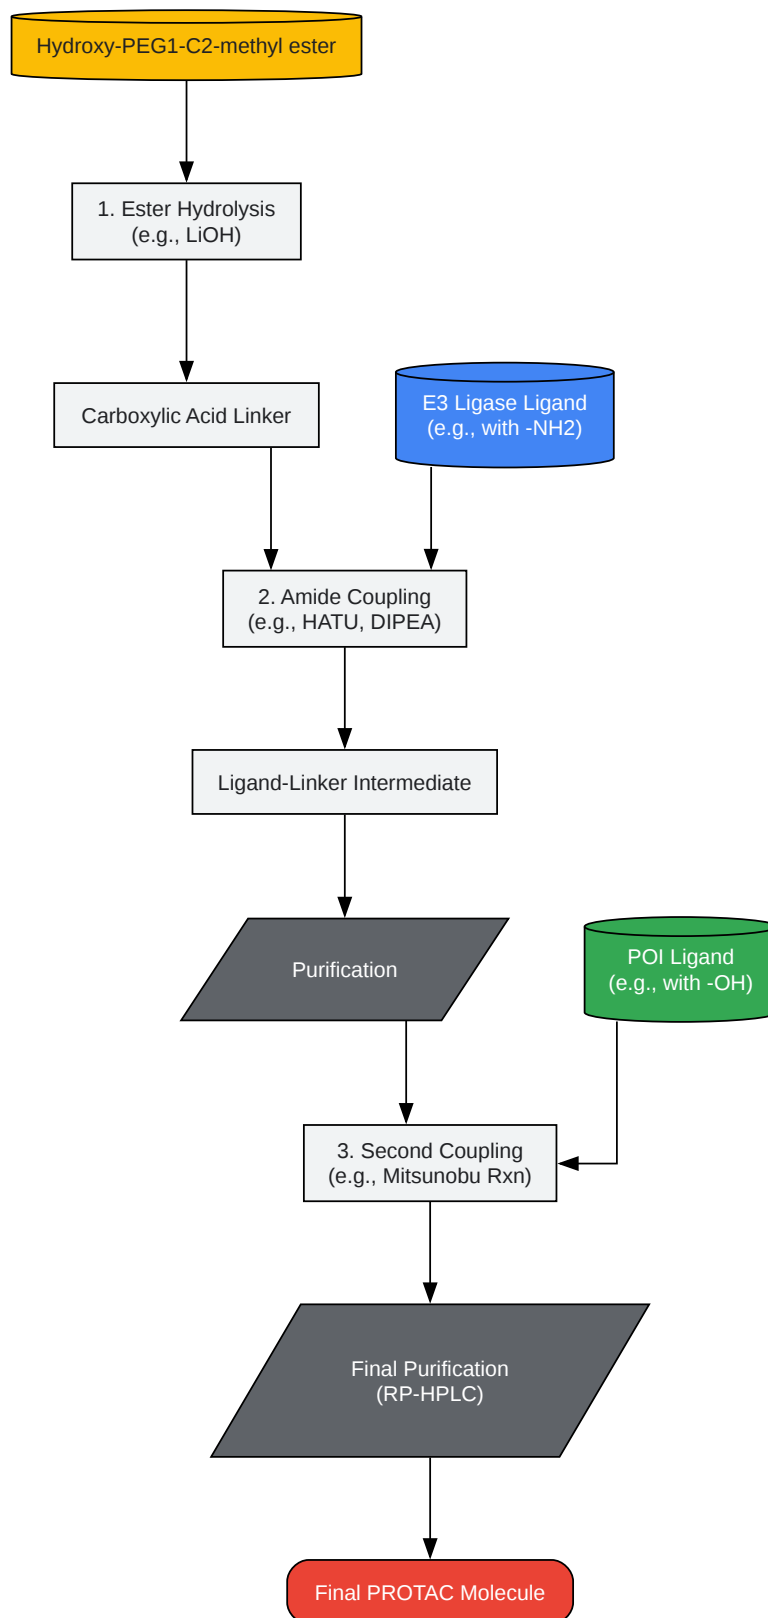 Hydroxy-PEG1-C2-methyl ester
1. Ester Hydrolysis
(e.g., LiOH)
Carboxylic Acid Linker
E3 Ligase Ligand
(e.g., with -NH2)
2. Amide Coupling
(e.g., HATU, DIPEA)
Ligand-Linker Intermediate
Purification
POI Ligand
(e.g., with -OH)
3. Second Coupling
(e.g., Mitsunobu Rxn)
Final Purification
(RP-HPLC)
Final PROTAC Molecule